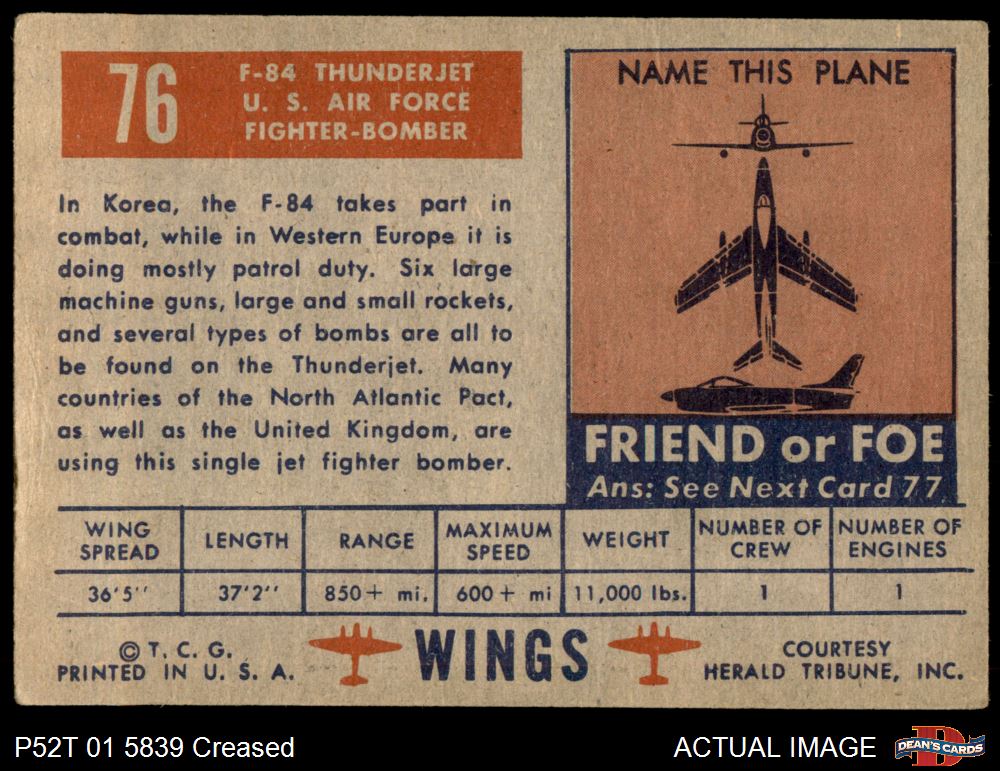 76
F-84 THUNDERJET
U. S. AIR FORCE
FIGHTER-BOMBER
In Korea, the F-84 takes part in
combat, while in Western Europe it is
doing mostly patrol duty. Six large
machine guns, large and small rockets,
and several types of bombs are all to
be found on the Thunderjet. Many
countries of the North Atlantic Pact,
as well as the United Kingdom, are
using this single jet fighter bomber.
NAME THIS PLANE
FRIEND or FOE
Ans: See Next Card 77
WING SPREAD LENGTH RANGE MAXIMUM SPEED WEIGHT NUMBER OF CREW NUMBER OF ENGINES
36'5'' 37'2'' 850+ mi. 600+ mi 11,000 lbs. 1 1
© T. C. G.
PRINTED IN U. S. A.
WINGS
COURTESY
HERALD TRIBUNE, INC.
P52T 01 5839 Creased
ACTUAL IMAGE
DEAN'S CARDS